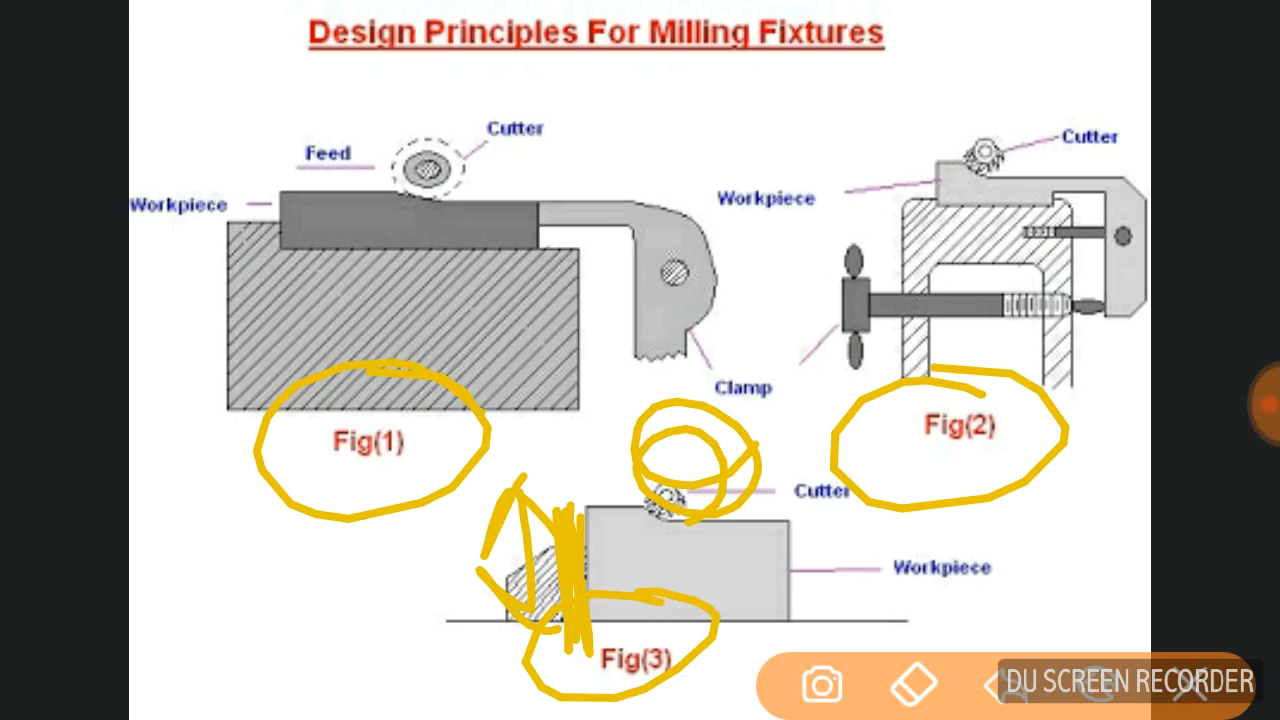 Design Principles For Milling Fixtures
Cutter
Feed
Workpiece
Cutter
Workpiece
Clamp
Fig(1)
Fig(2)
Cutter
Workpiece
Fig(3)
DU SCREEN RECORDER